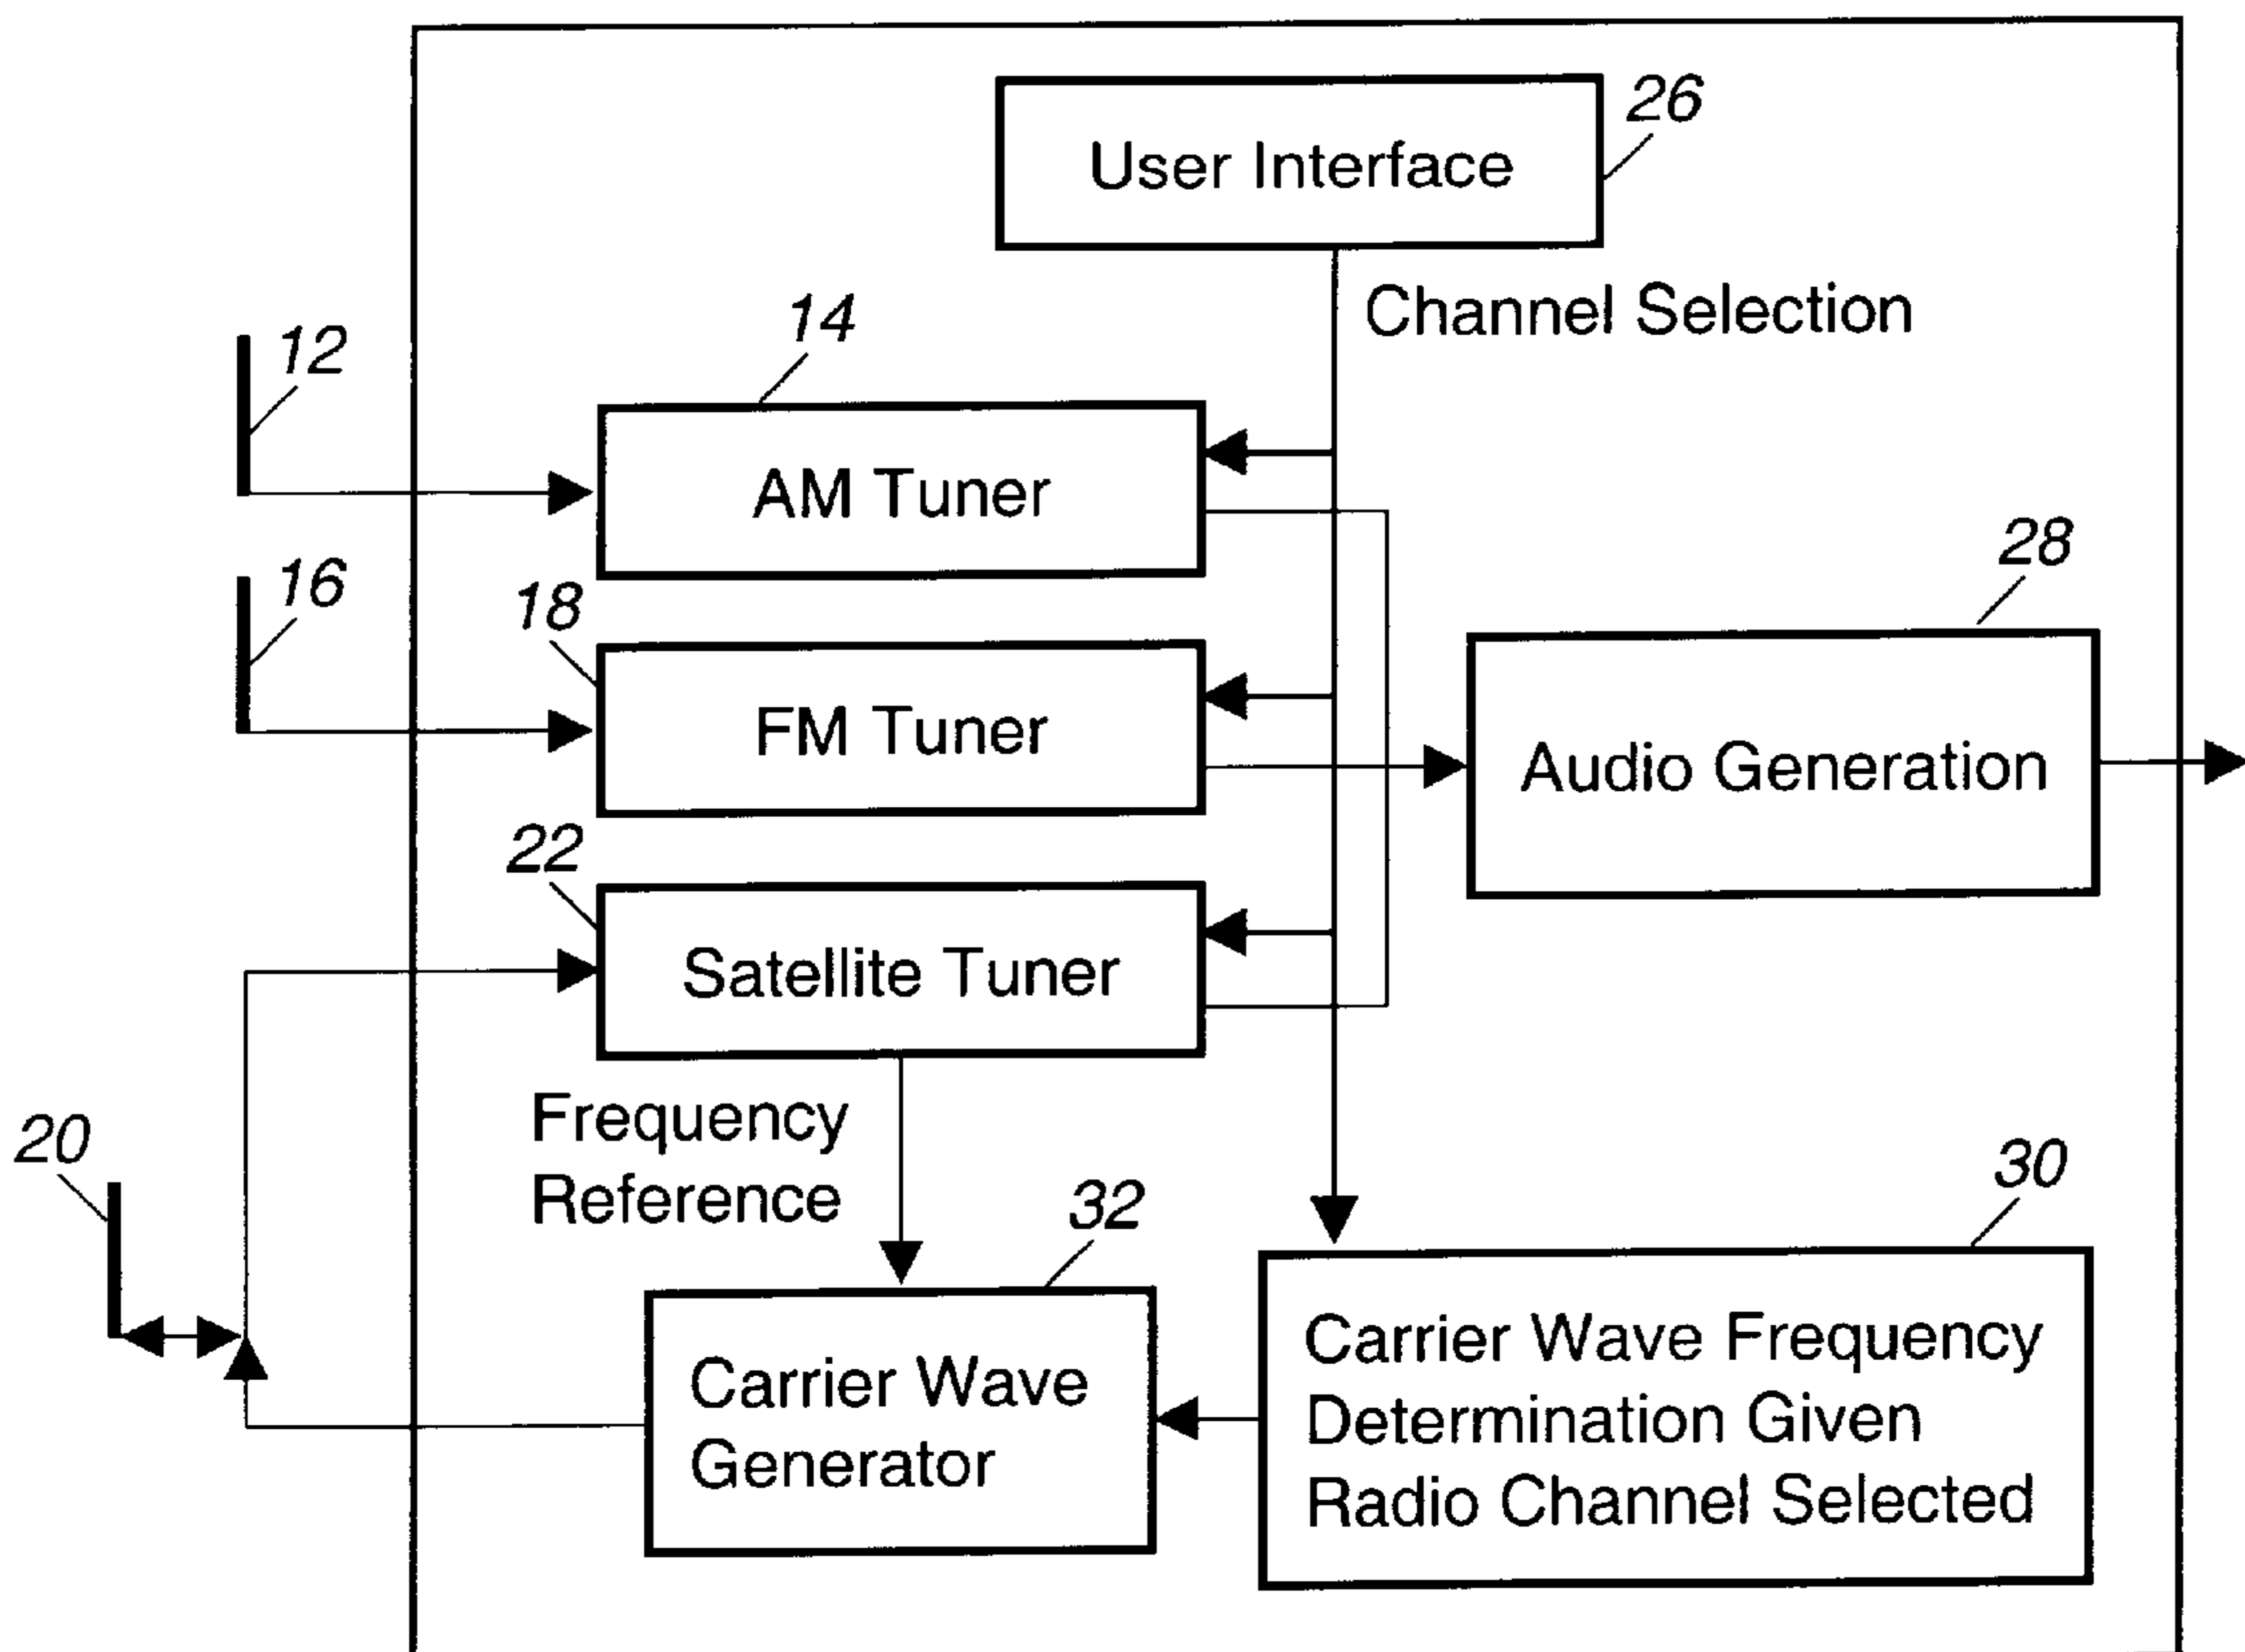 26
User Interface
Channel Selection
14
12
AM Tuner
28
16
18
FM Tuner
Audio Generation
22
Satellite Tuner
Frequency
Reference
20
32
30
Carrier Wave
Generator
Carrier Wave Frequency
Determination Given
Radio Channel Selected